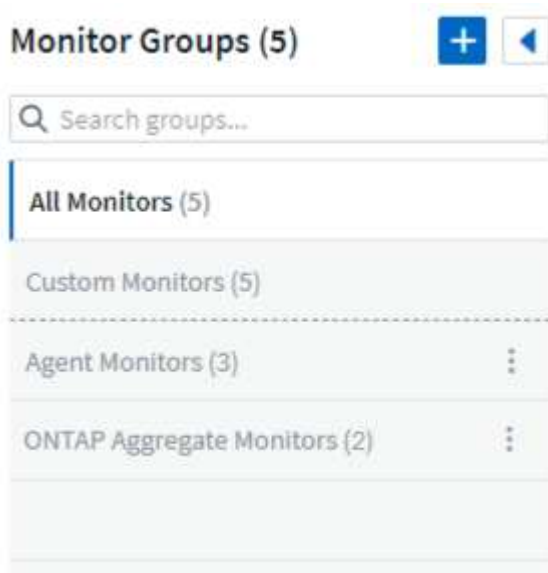 Monitor Groups (5)
Search groups...
All Monitors (5)
Custom Monitors (5)
Agent Monitors (3)
ONTAP Aggregate Monitors (2)